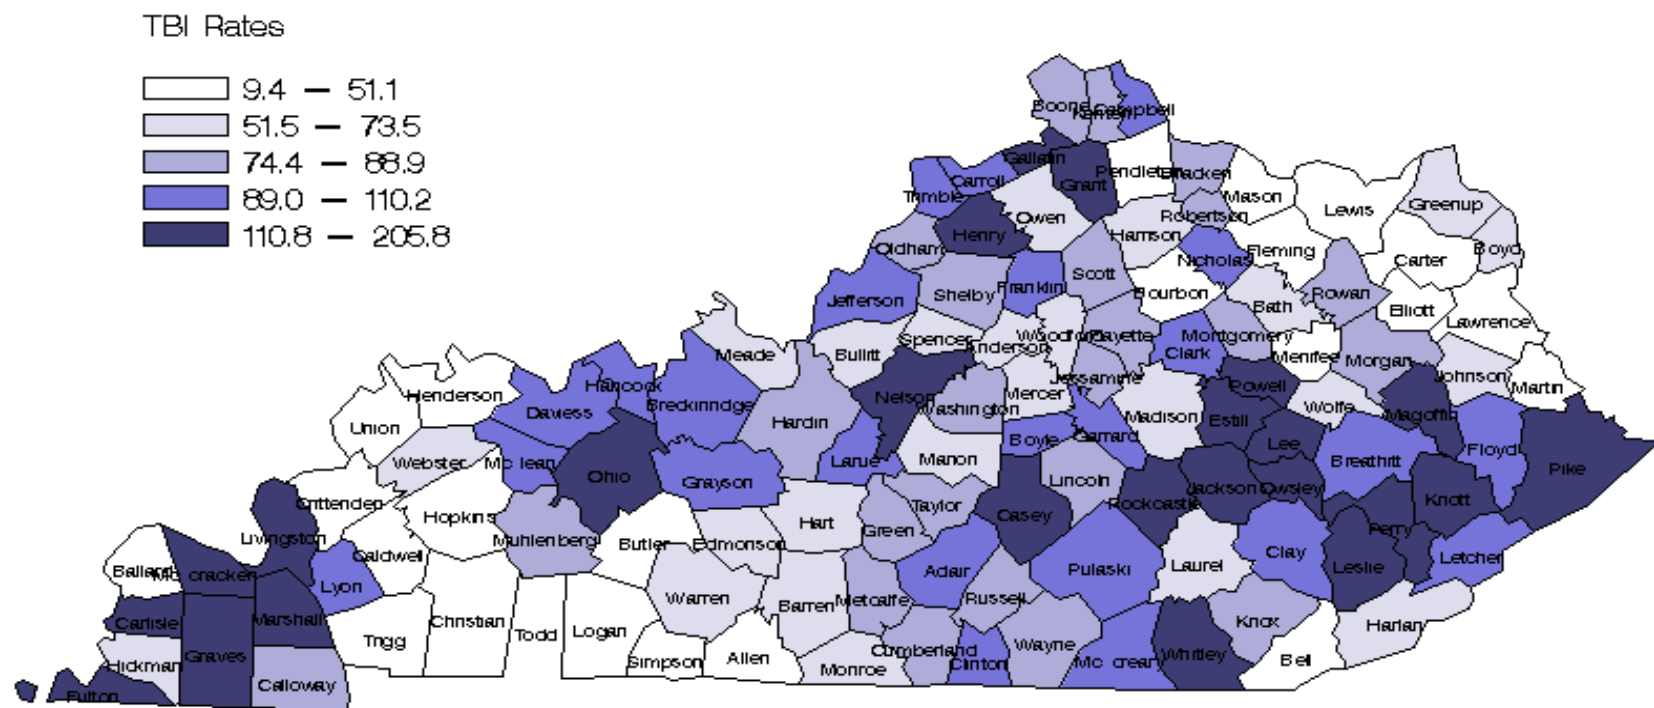 TBI Rates
9.4 — 51.1
51.5 — 73.5
74.4 — 88.9
89.0 — 110.2
110.8 — 205.8
Boone
Kenton
Campbell
Gallatin
Carroll
Trimble
Grant
Pendleton
Bracken
Mason
Lewis
Greenup
Owen
Henry
Robertson
Harrison
Oldham
Fleming
Boyd
Carter
Nicholas
Scott
Franklin
Shelby
Jefferson
Bourbon
Bath
Rowan
Elliott
Lawrence
Woodford
Fayette
Montgomery
Spencer
Anderson
Meade
Bullitt
Clark
Menifee
Morgan
Johnson
Martin
Jessamine
Powell
Henderson
Hancock
Daviess
Breckinridge
Nelson
Washington
Mercer
Madison
Estill
Wolfe
Magoffin
Union
Hardin
Boyle
Garrard
Lee
Floyd
Webster
Mc lean
Ohio
Grayson
Larue
Marion
Breathitt
Pike
Lincoln
Jackson
Owsley
Knott
Crittenden
Hopkins
Taylor
Casey
Rockcastle
Perry
Livingston
Muhlenberg
Butler
Edmonson
Hart
Green
Caldwell
Ballard
Mc cracken
Lyon
Adair
Pulaski
Laurel
Clay
Leslie
Letcher
Carlisle
Marshall
Warren
Barren
Metcalfe
Russell
Knox
Harlan
Hickman
Graves
Trigg
Christian
Todd
Logan
Simpson
Allen
Monroe
Cumberland
Clinton
Wayne
Mc creary
Whitley
Bell
Fulton
Calloway